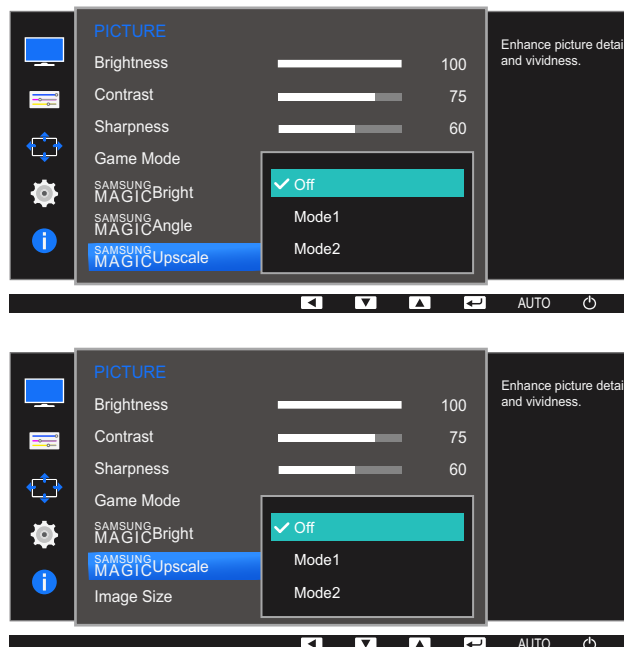 PICTURE
Brightness 100
Contrast 75
Sharpness 60
Game Mode
SAMSUNG
MAGICBright
SAMSUNG
MAGICAngle
SAMSUNG
MAGICUpscale
Off
Mode1
Mode2
Enhance picture detai
and vividness.
AUTO
PICTURE
Brightness 100
Contrast 75
Sharpness 60
Game Mode
SAMSUNG
MAGICBright
SAMSUNG
MAGICUpscale
Image Size
Off
Mode1
Mode2
Enhance picture detai
and vividness.
AUTO